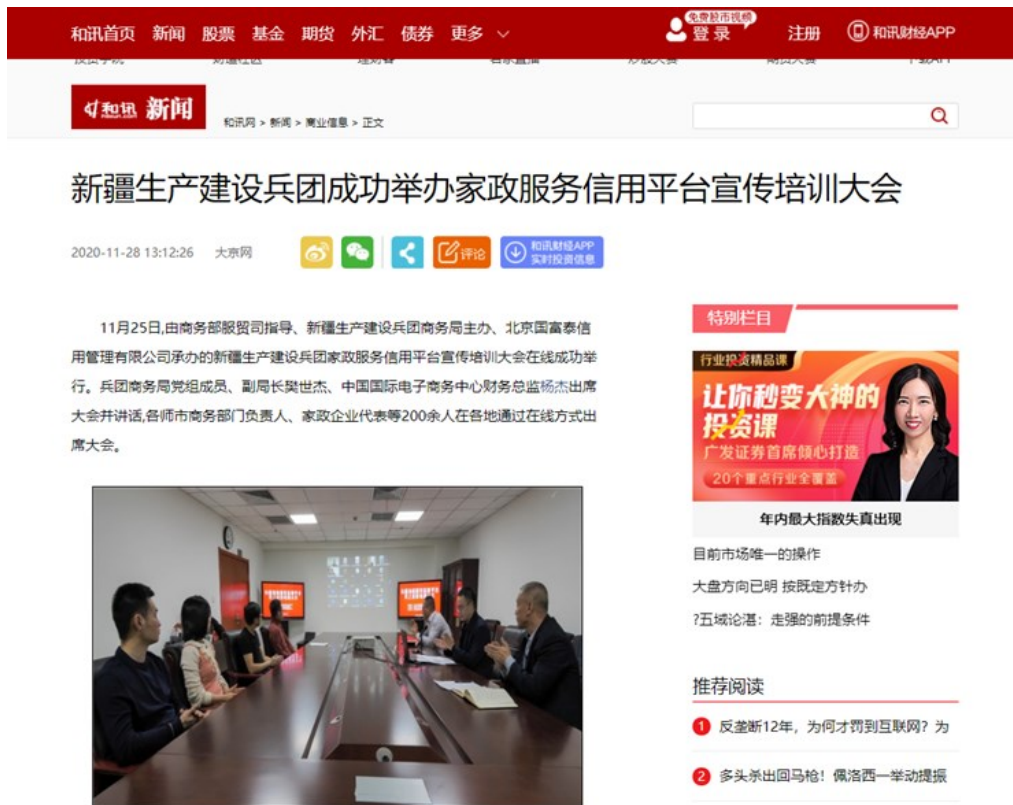 和讯首页 新闻 股票 基金 期货 外汇 债券 更多
免费股市视频
登录 注册 和讯财经APP
和讯 新闻
和讯网 > 新闻 > 商业信息 > 正文
新疆生产建设兵团成功举办家政服务信用平台宣传培训大会
2020-11-28 13:12:26 大京网
评论
和讯财经APP
实时投资信息
11月25日,由商务部服贸司指导、新疆生产建设兵团商务局主办、北京国富泰信
用管理有限公司承办的新疆生产建设兵团家政服务信用平台宣传培训大会在线成功举
行。兵团商务局党组成员、副局长樊世杰、中国国际电子商务中心财务总监杨杰出席
大会并讲话,各师市商务部门负责人、家政企业代表等200余人在各地通过在线方式出
席大会。
特别栏目
行业投资精品课
让你秒变大神的
投资课
广发证券首席倾心打造
20个重点行业全覆盖
年内最大指数失真出现
目前市场唯一的操作
大盘方向已明 按既定方针办
?五域论湛：走强的前提条件
推荐阅读
1 反垄断12年，为何才罚到互联网？为
2 多头杀出回马枪！佩洛西一举动提振